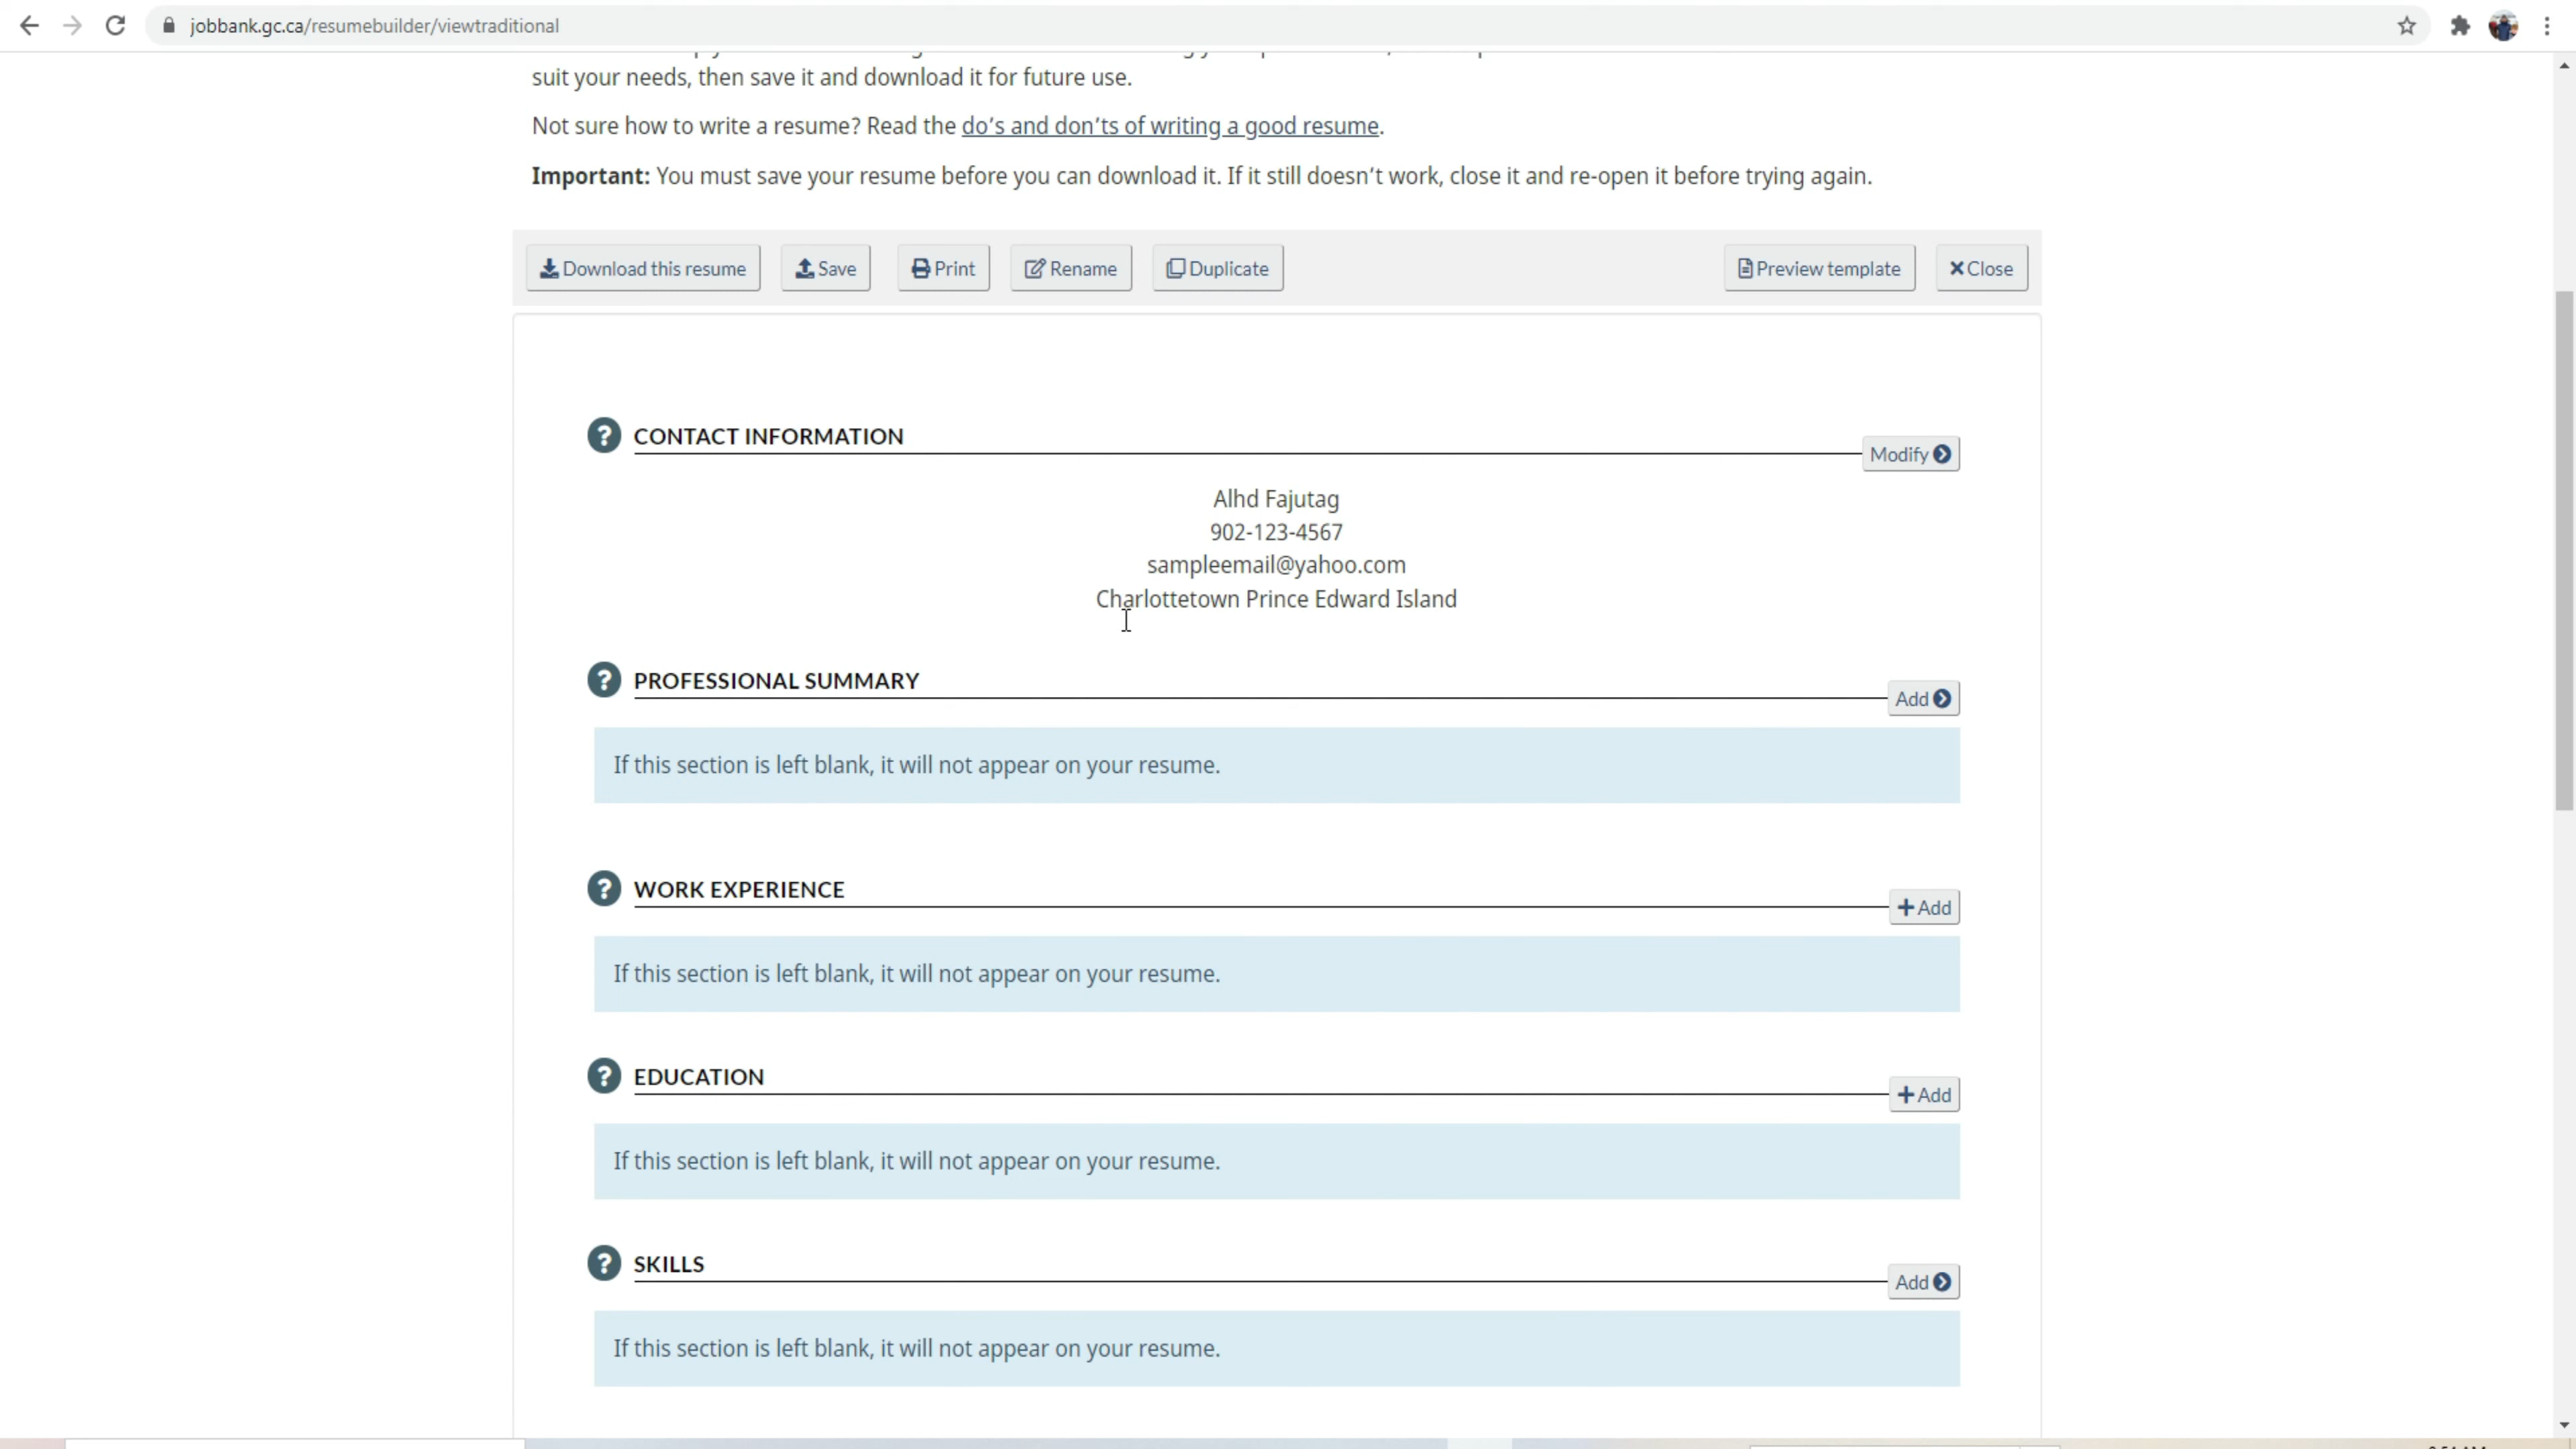 jobbank.gc.ca/resumebuilder/viewtraditional
suit your needs, then save it and download it for future use.
Not sure how to write a resume? Read the do's and don'ts of writing a good resume.
Important: You must save your resume before you can download it. If it still doesn't work, close it and re-open it before trying again.
Download this resume Save Print Rename Duplicate Preview template Close
CONTACT INFORMATION
Modify
Alhd Fajutag
902-123-4567
sampleemail@yahoo.com
Charlottetown Prince Edward Island
PROFESSIONAL SUMMARY
Add
If this section is left blank, it will not appear on your resume.
WORK EXPERIENCE
Add
If this section is left blank, it will not appear on your resume.
EDUCATION
Add
If this section is left blank, it will not appear on your resume.
SKILLS
Add
If this section is left blank, it will not appear on your resume.